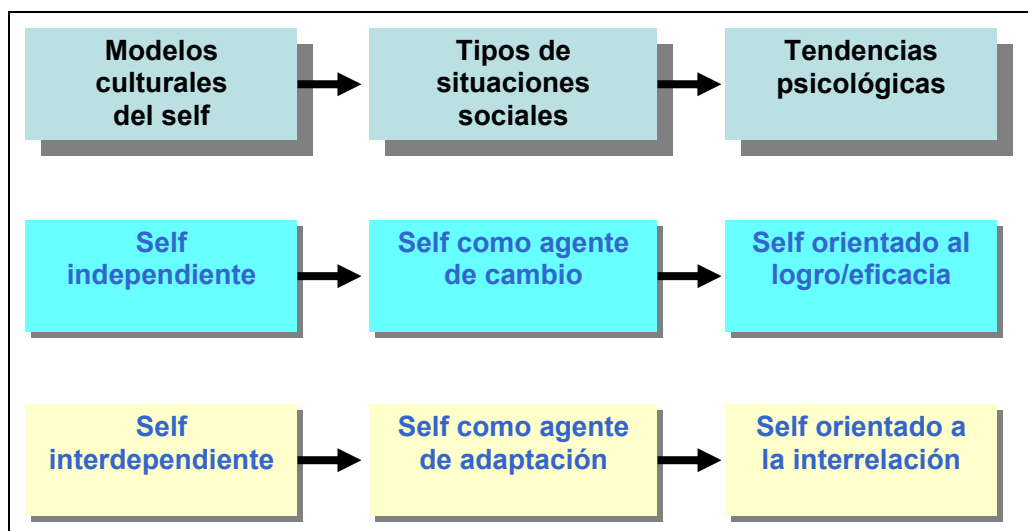 Modelos
culturales
del self
Tipos de
situaciones
sociales
Tendencias
psicológicas
Self
independiente
Self como agente
de cambio
Self orientado al
logro/eficacia
Self
interdependiente
Self como agente
de adaptación
Self orientado a
la interrelación